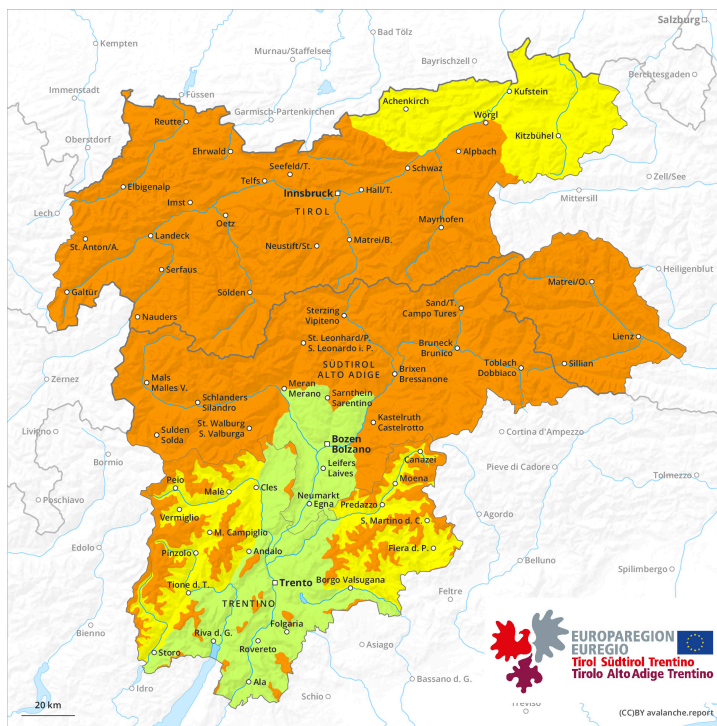 Salzburg
Kempten
Bad Tölz
Murnau/Staffelsee
Bayrischzell
Berchtesgaden
Immenstadt
Füssen
Achenkirch
Kufstein
Garmisch-Partenkirchen
Reutte
Wörgl
Oberstdorf
Ehrwald
Kitzbühel
Seefeld/T.
Alpbach
Telfs
Schwaz
Zell/See
Elbigenalp
Innsbruck
Hall/T.
Mittersill
Lech
Imst
TIROL
Oetz
Mayrhofen
St. Anton/A.
Landeck
Neustift/St.
Matrei/B.
Serfaus
Heiligenblut
Galtür
Sölden
Matrei/O.
Nauders
Sterzing
Vipiteno
Sand/T.
Campo Tures
Lienz
St. Leonhard/P.
S. Leonardo i. P.
Bruneck
Brunico
SÜDTIROL
ALTO ADIGE
Toblach
Dobbiaco
Sillian
Zernez
Mals
Malles V.
Meran
Merano
Brixen
Bressanone
Schlanders
Silandro
Sarnthein
Sarentino
Livigno
St. Walburg
S. Valburga
Kastelruth
Castelrotto
Sulden
Solda
Bozen
Bolzano
Cortina d'Ampezzo
Bormio
Canazei
Pieve di Cadore
Leifers
Laives
Tolmezzo
Poschiavo
Peio
Malè
Cles
Moena
Neumarkt
Egna
Predazzo
Vermiglio
S. Martino d. C.
Agordo
M. Campiglio
Edolo
Pinzolo
Andalo
Fiera d. P.
Belluno
Spilimbergo
Tione d. T.
Trento
Borgo Valsugana
Feltre
TRENTINO
Folgaria
Bienno
Riva d. G.
Rovereto
Asiago
Storo
Bassano d. G.
Idro
Ala
Schio
Treviso
EUROPAREGION
EUREGIO
Tirol Südtirol Trentino
Tirolo Alto Adige Trentino
20 km
(CC)BY avalanche.report